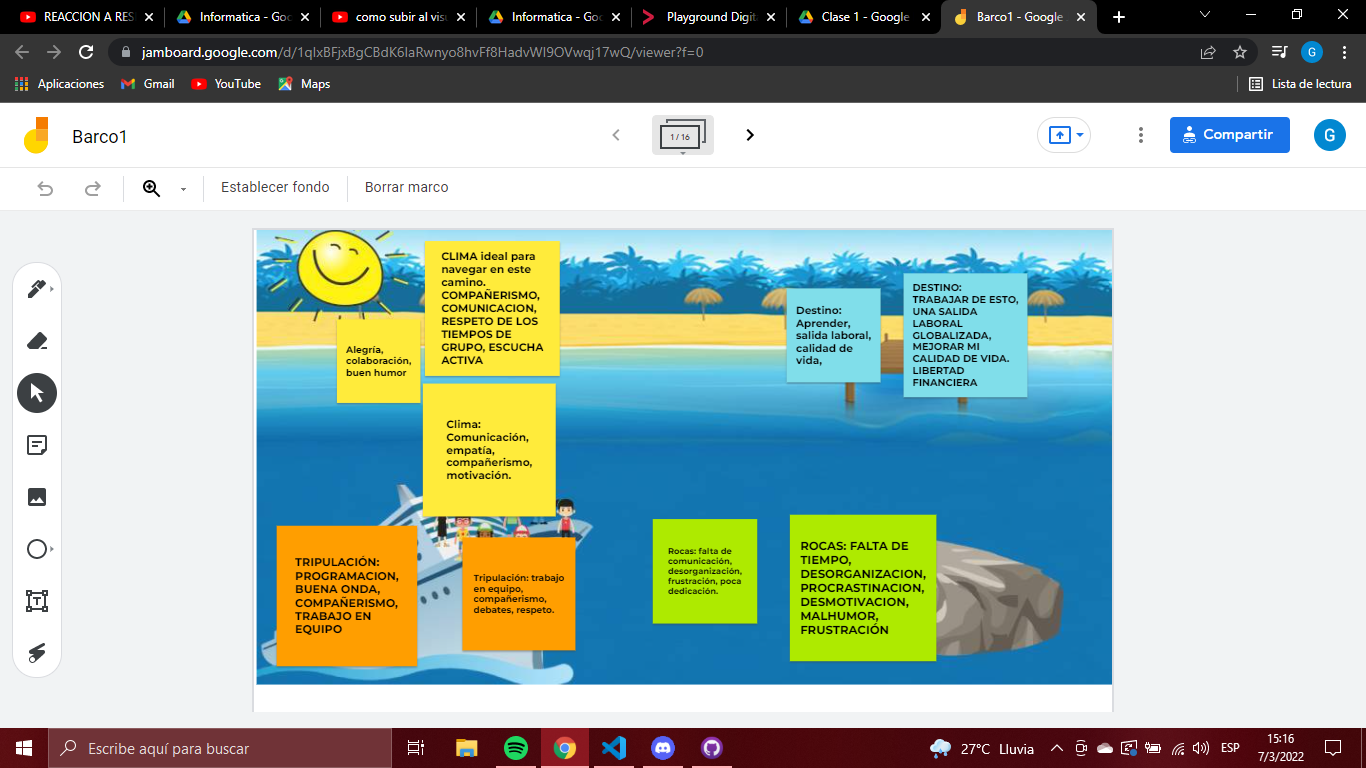 REACCION A RES
Informatica - Goo
como subir al visu
Informatica - Goo
Playground Digita
Clase 1 - Google
Barco1 - Google
jamboard.google.com/d/1qlxBFjxBgCBdK6laRwnyo8hvFf8HadvWl9OVwqj17wQ/viewer?f=0
G
Aplicaciones
Gmail
YouTube
Maps
Lista de lectura
Barco1
1 / 16
Compartir
G
Establecer fondo
Borrar marco
CLIMA ideal para
navegar en este
camino.
COMPAÑERISMO,
COMUNICACION,
RESPETO DE LOS
TIEMPOS DE
GRUPO, ESCUCHA
ACTIVA
Alegría,
colaboración,
buen humor
Clima:
Comunicación,
empatía,
compañerismo,
motivación.
Destino:
Aprender,
salida laboral,
calidad de
vida,
DESTINO:
TRABAJAR DE ESTO,
UNA SALIDA
LABORAL
GLOBALIZADA,
MEJORAR MI
CALIDAD DE VIDA.
LIBERTAD
FINANCIERA
TRIPULACIÓN:
PROGRAMACION,
BUENA ONDA,
COMPAÑERISMO,
TRABAJO EN
EQUIPO
Tripulación: trabajo
en equipo,
compañerismo,
debates, respeto.
Rocas: falta de
comunicación,
desorganización,
frustración, poca
dedicación.
ROCAS: FALTA DE
TIEMPO,
DESORGANIZACION,
PROCRASTINACION,
DESMOTIVACION,
MALHUMOR,
FRUSTRACIÓN
Escribe aquí para buscar
27°C Lluvia
ESP
15:16
7/3/2022